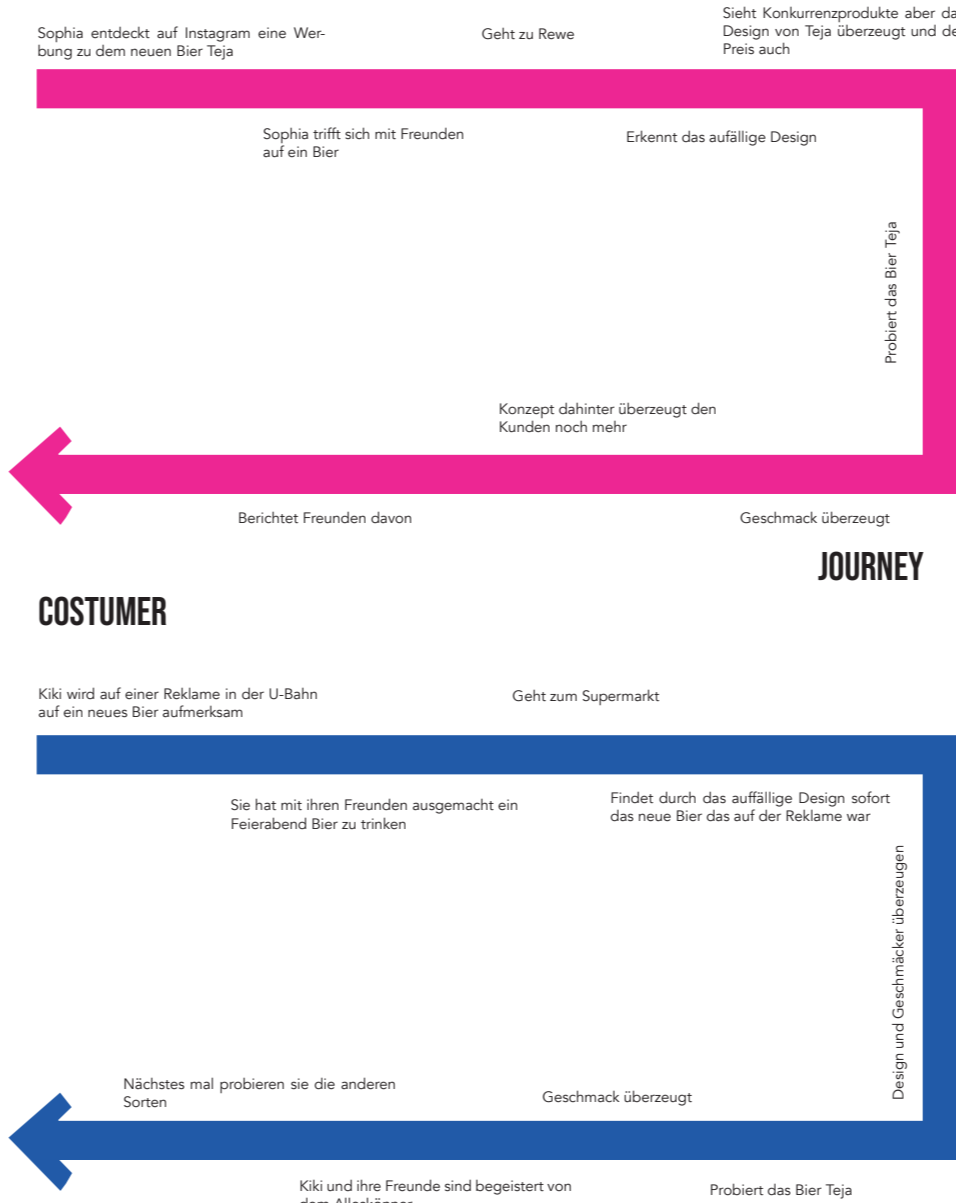 Sophia entdeckt auf Instagram eine Wer-
bung zu dem neuen Bier Teja
Sophia trifft sich mit Freunden
auf ein Bier
Geht zu Rewe
Erkennt das aufällige Design
Sieht Konkurrenzprodukte aber
Design von Teja überzeugt und
Preis auch
Probiert das Bier Teja
Geschmack überzeugt
Konzept dahinter überzeugt den
Kunden noch mehr
Berichtet Freunden davon
JOURNEY
COSTUMER
Kiki wird auf einer Reklame in der U-Bahn
auf ein neues Bier aufmerksam
Sie hat mit ihren Freunden ausgemacht ein
Feierabend Bier zu trinken
Geht zum Supermarkt
Findet durch das auffällige Design sofort
das neue Bier das auf der Reklame war
Design und Geschmäcker überzeugen
Probiert das Bier Teja
Geschmack überzeugt
Kiki und ihre Freunde sind begeistert von
Nächstes mal probieren sie die anderen
Sorten